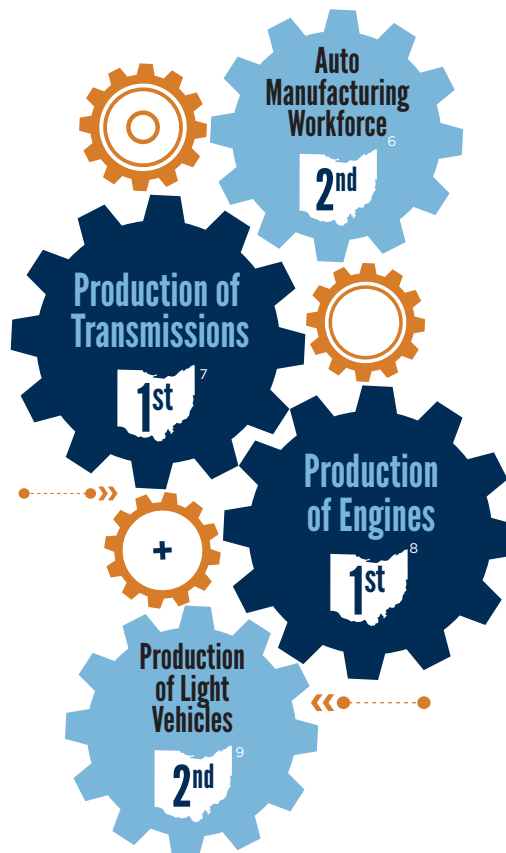 Auto
Manufacturing
Workforce 6
2nd
Production of
Transmissions
7
1st
Production
of Engines
8
1st
+
Production
of Light
Vehicles
9
2nd